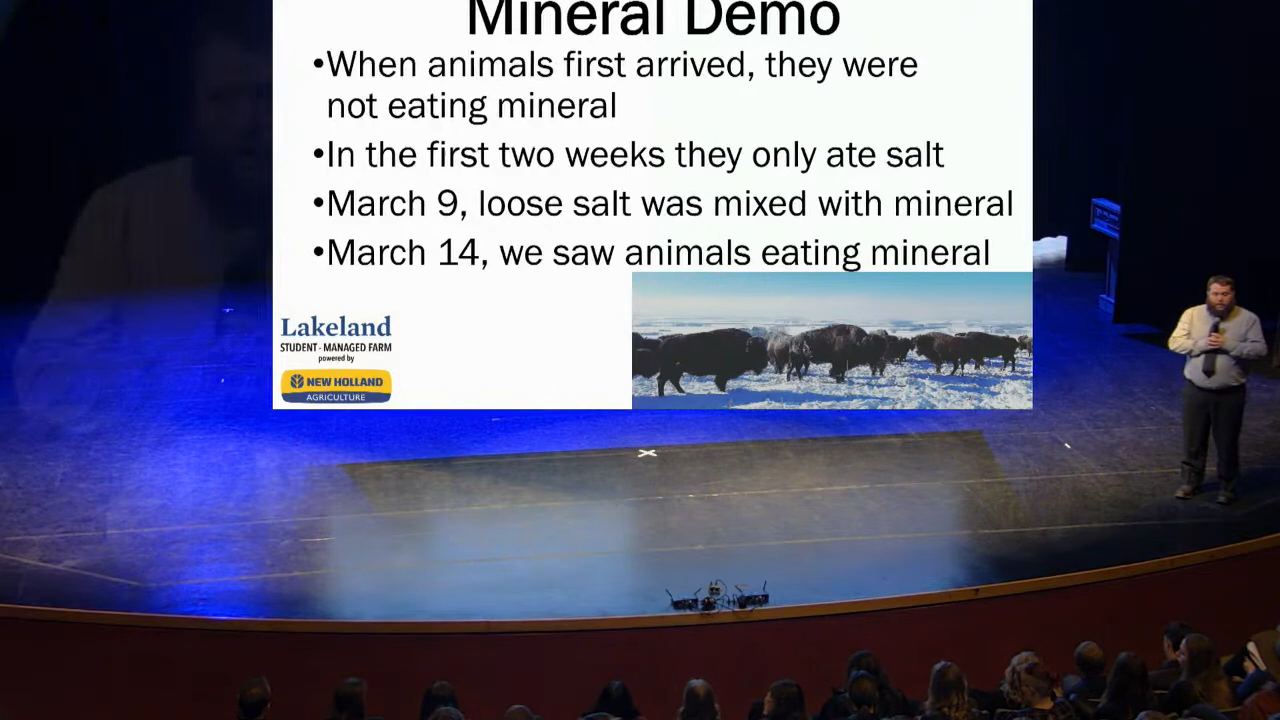 Mineral Demo
•When animals first arrived, they were
not eating mineral
•In the first two weeks they only ate salt
•March 9, loose salt was mixed with mineral
•March 14, we saw animals eating mineral
Lakeland
STUDENT - MANAGED FARM
powered by
NEW HOLLAND
AGRICULTURE